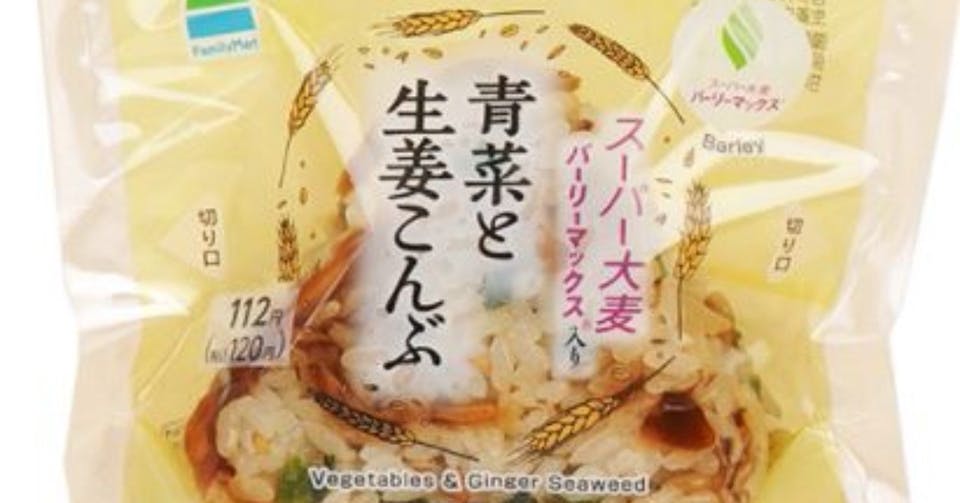 FamilyMart
スーパー大麦
バーリーマックス®
Barley
スーパー大麦
バーリーマックス®入り
青菜と
生姜こんぶ
切り口
切り口
112円
(税込120円)
Vegetables & Ginger Seaweed